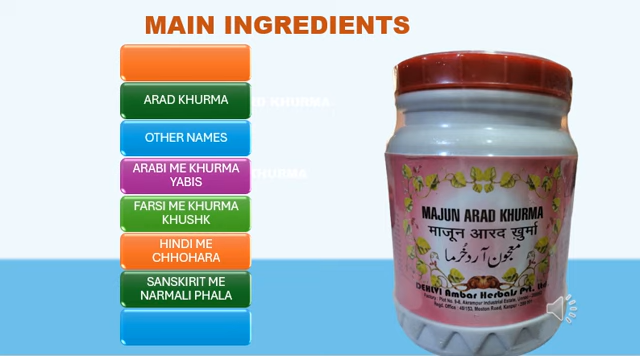 MAIN INGREDIENTS
ARAD KHURMA
OTHER NAMES
ARABI ME KHURMA
YABIS
FARSI ME KHURMA
KHUSHK
HINDI ME
CHHOHARA
SANSKIRIT ME
NARMALI PHALA
MAJUN ARAD KHURMA
माजून आरद ख़ुर्मा
معجون آرد خُرما
DEHLVI Ambar Herbals Pvt. Ltd.